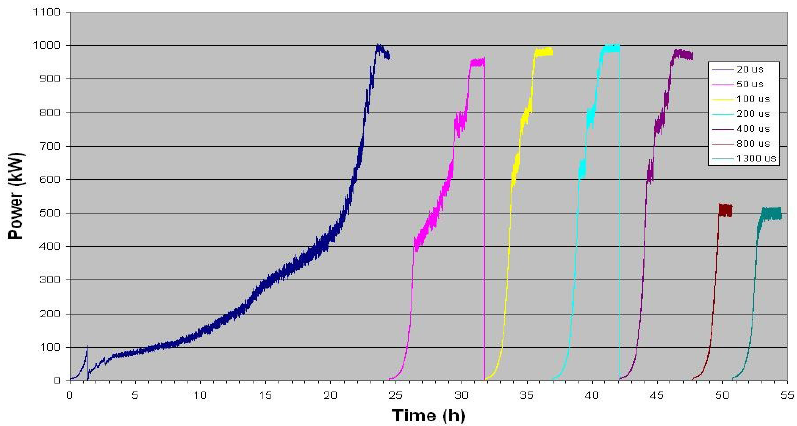 1100
1000
900
800
700
600
500
400
300
200
100
0
Power (kW)
0 5 10 15 20 25 30 35 40 45 50 55
Time (h)
20 us
50 us
100 us
200 us
400 us
800 us
1300 us